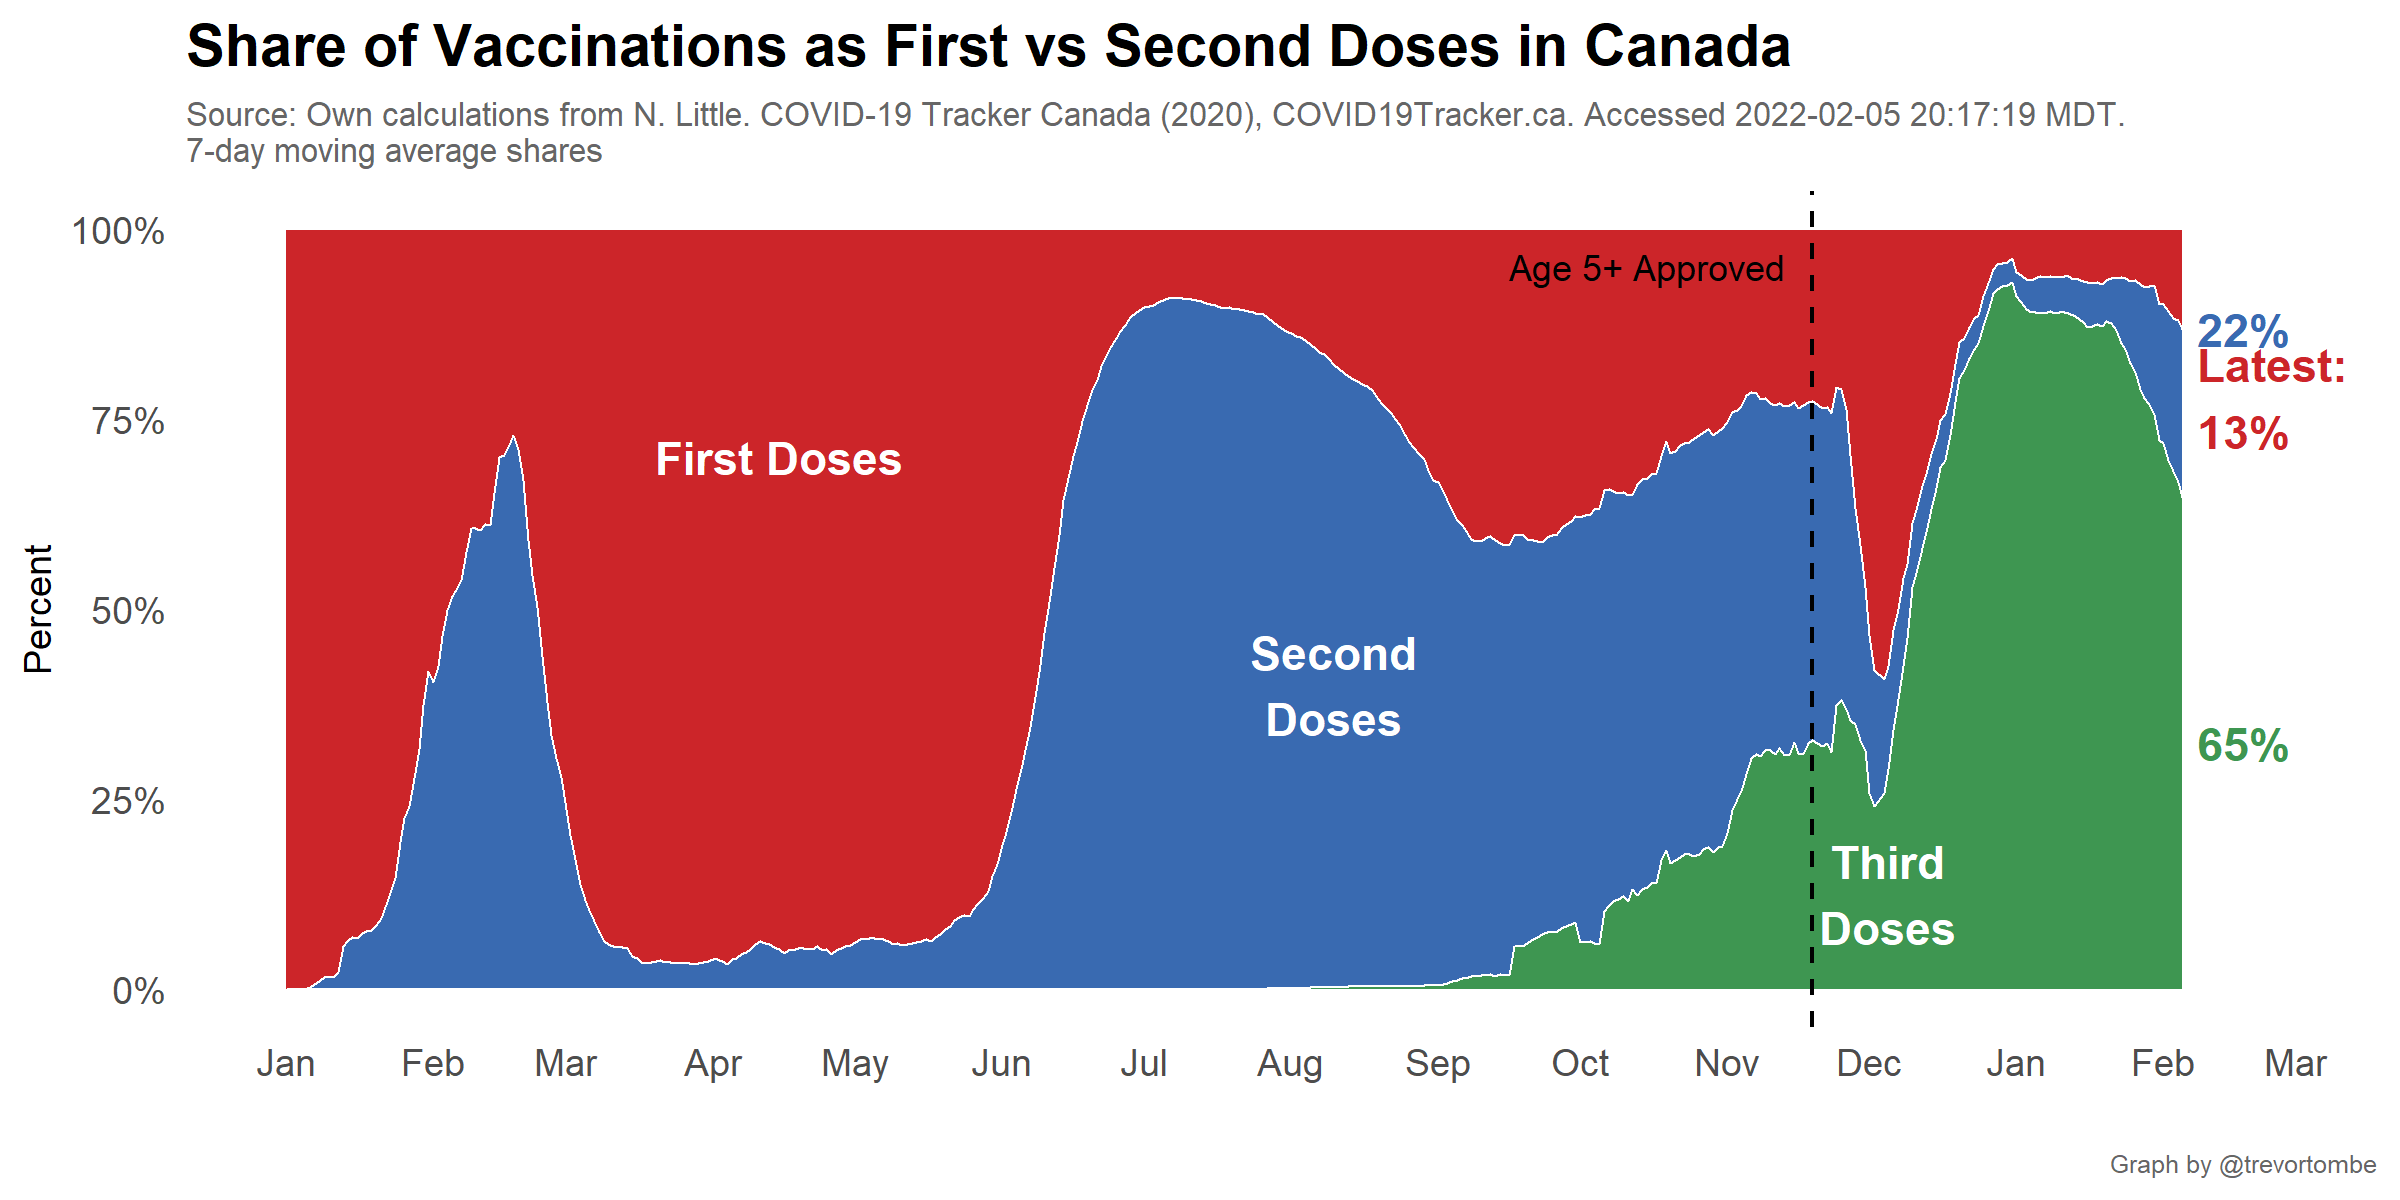 Share of Vaccinations as First vs Second Doses in Canada
Source: Own calculations from N. Little. COVID-19 Tracker Canada (2020), COVID19Tracker.ca. Accessed 2022-02-05 20:17:19 MDT.
7-day moving average shares
100%
75%
50%
25%
0%
Percent
Age 5+ Approved
First Doses
Second
Doses
Third
Doses
22%
Latest:
13%
65%
Jan Feb Mar Apr May Jun Jul Aug Sep Oct Nov Dec Jan Feb Mar
Graph by @trevortombe